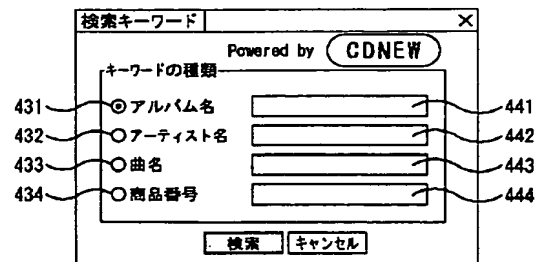 検索キーワード ×
Powered by CDNEW
キーワードの種類
431 アルバム名 441
432 アーティスト名 442
433 曲名 443
434 商品番号 444
検索 キャンセル